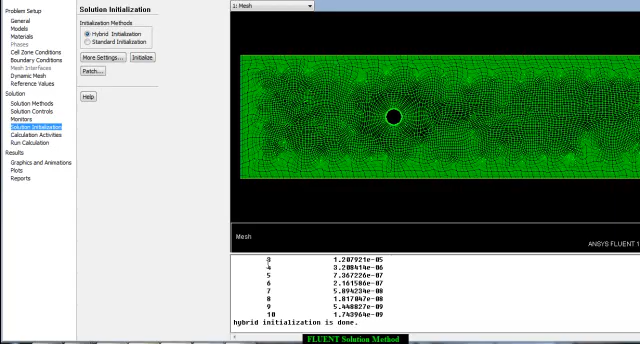 Problem Setup
General
Models
Materials
Phases
Cell Zone Conditions
Boundary Conditions
Mesh Interfaces
Dynamic Mesh
Reference Values
Solution
Solution Methods
Solution Controls
Monitors
Solution Initialization
Calculation Activities
Run Calculation
Results
Graphics and Animations
Plots
Reports
Solution Initialization
Initialization Methods
Hybrid Initialization
Standard Initialization
More Settings... Initialize
Patch...
Help
1: Mesh
Mesh
ANSYS FLUENT 1
3 1.207921e-05
4 3.208414e-06
5 7.367226e-07
6 2.161586e-07
7 5.894234e-08
8 1.817047e-08
9 5.448827e-09
10 1.743964e-09
hybrid initialization is done.
FLUENT Solution Method